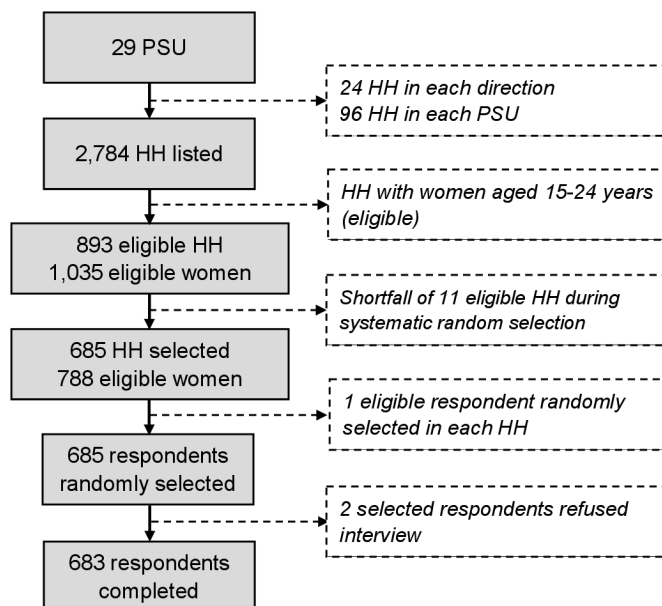 29 PSU
24 HH in each direction
96 HH in each PSU
2,784 HH listed
HH with women aged 15-24 years
(eligible)
893 eligible HH
1,035 eligible women
Shortfall of 11 eligible HH during
systematic random selection
685 HH selected
788 eligible women
1 eligible respondent randomly
selected in each HH
685 respondents
randomly selected
2 selected respondents refused
interview
683 respondents
completed